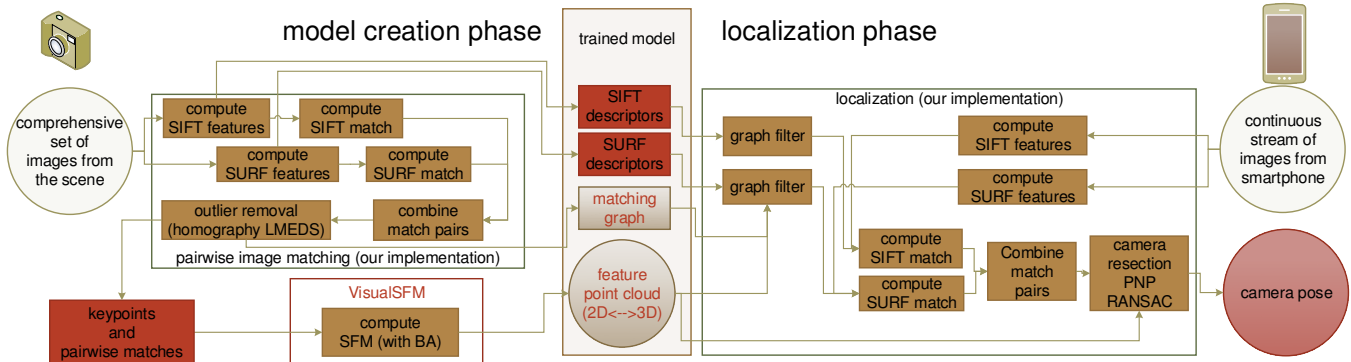 model creation phase
trained model
localization phase
comprehensive
set of
images from
the scene
compute
SIFT features
compute
SIFT match
compute
SURF features
compute
SURF match
outlier removal
(homography LMEDS)
combine
match pairs
pairwise image matching (our implementation)
keypoints
and
pairwise matches
VisualSFM
compute
SFM (with BA)
SIFT
descriptors
SURF
descriptors
matching
graph
feature
point cloud
(2D<-->3D)
localization (our implementation)
graph filter
graph filter
compute
SIFT features
compute
SURF features
compute
SIFT match
compute
SURF match
Combine
match
pairs
camera
resection
PNP
RANSAC
continuous
stream of
images from
smartphone
camera pose